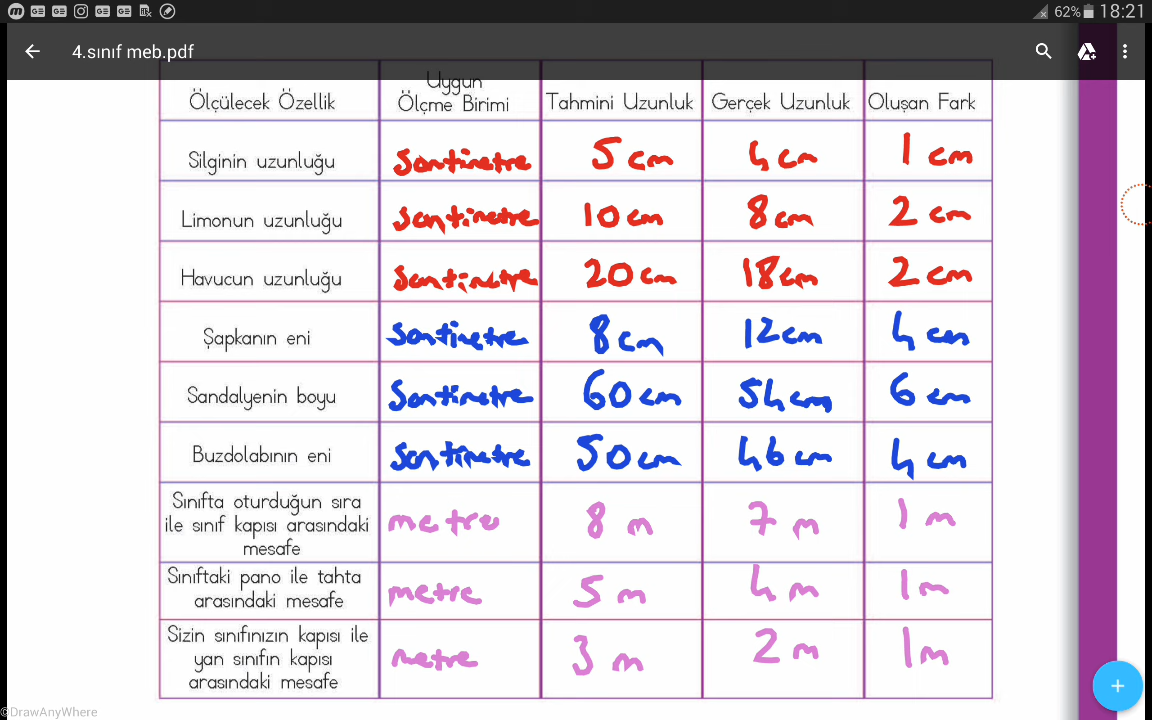 62% 18:21
4.sınıf meb.pdf
Uygun
Ölçülecek Özellik Ölçme Birimi Tahmini Uzunluk Gerçek Uzunluk Oluşan Fark
Silginin uzunluğu santimetre 5 cm 4 cm 1 cm
Limonun uzunluğu santimetre 10 cm 8 cm 2 cm
Havucun uzunluğu santimetre 20 cm 18 cm 2 cm
Şapkanın eni santimetre 8 cm 12 cm 4 cm
Sandalyenin boyu santimetre 60 cm 54 cm 6 cm
Buzdolabının eni santimetre 50 cm 46 cm 4 cm
Sınıfta oturduğun sıra
ile sınıf kapısı arasındaki metre 8 m 7 m 1 m
mesafe
Sınıftaki pano ile tahta
arasındaki mesafe metre 5 m 4 m 1 m
Sizin sınıfınızın kapısı ile
yan sınıfın kapısı metre 3 m 2 m 1 m
arasındaki mesafe
©DrawAnyWhere